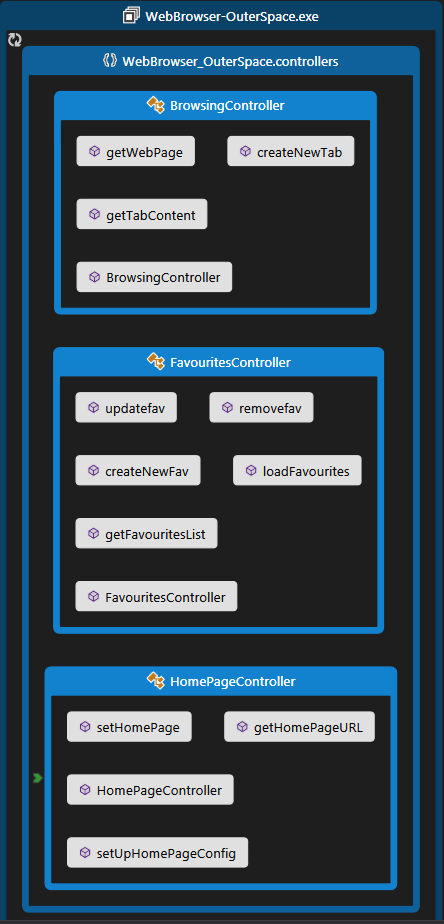 WebBrowser-OuterSpace.exe
WebBrowser_OuterSpace.controllers
BrowsingController
getWebPage createNewTab
getTabContent
BrowsingController
FavouritesController
updatefav removefav
createNewFav loadFavourites
getFavouritesList
FavouritesController
HomePageController
setHomePage getHomePageURL
HomePageController
setUpHomePageConfig